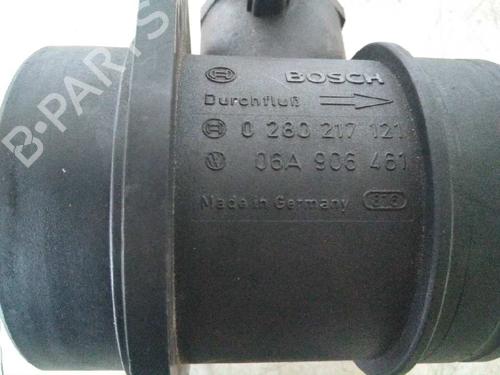 BOSCH
Durchfluß
0 280 217 121
06A 906 461
Made in Germany
B-PARTS